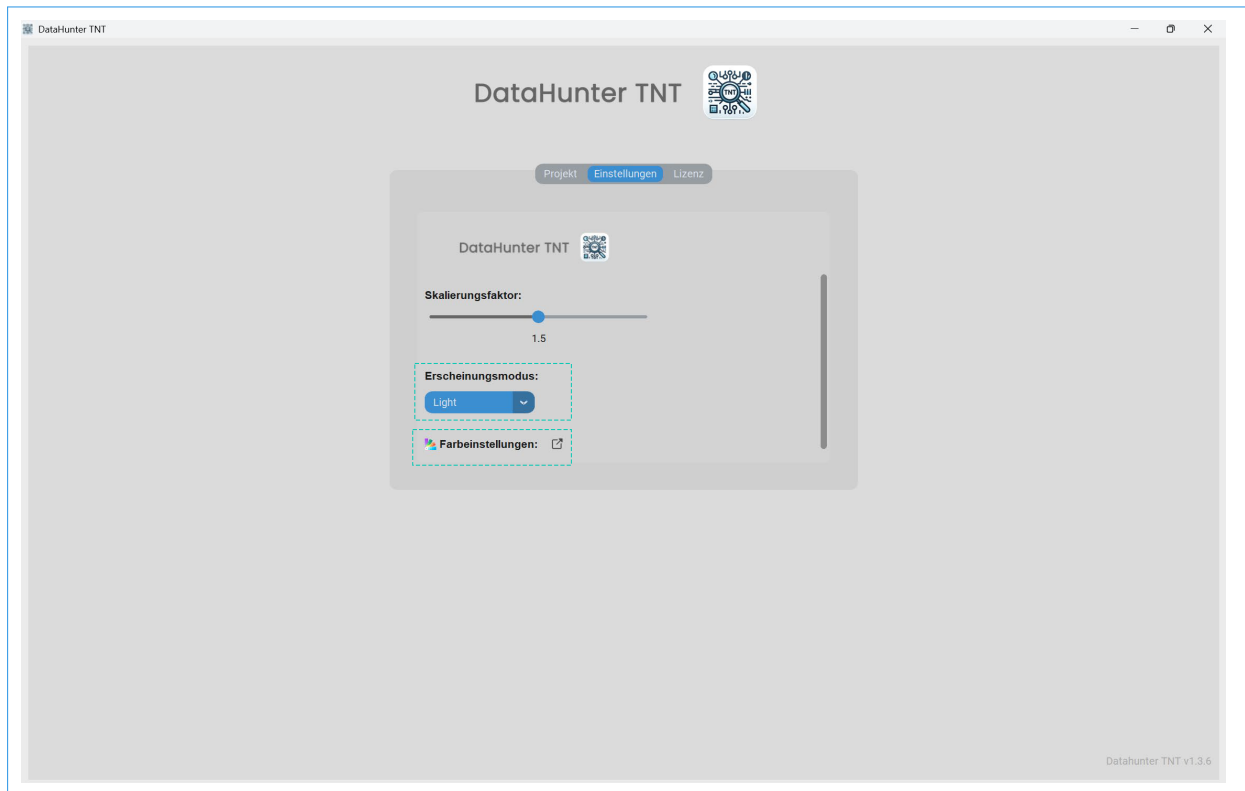 DataHunter TNT
DataHunter TNT
TNT
Projekt Einstellungen Lizenz
DataHunter TNT
Skalierungsfaktor:
1.5
Erscheinungsmodus:
Light
Farbeinstellungen:
Datahunter TNT v1.3.6